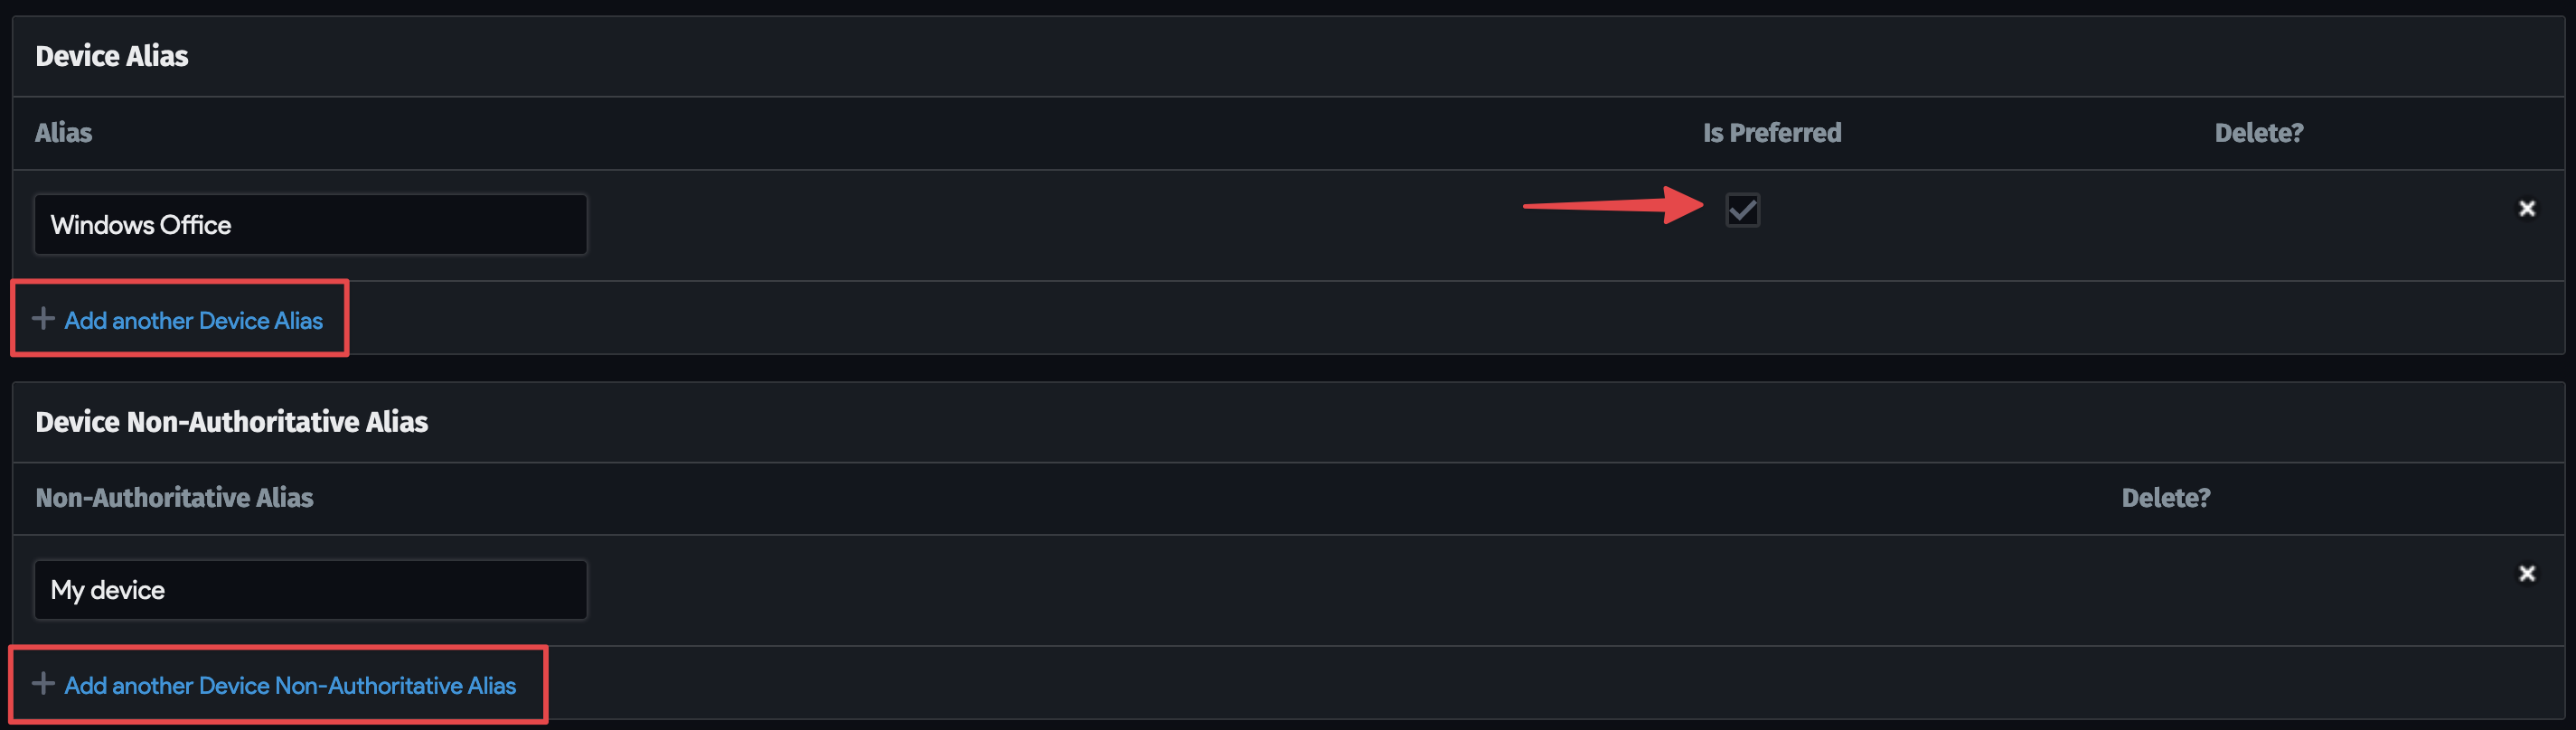 Device Alias
Alias Is Preferred Delete?
Windows Office
Add another Device Alias
Device Non-Authoritative Alias
Non-Authoritative Alias Delete?
My device
Add another Device Non-Authoritative Alias